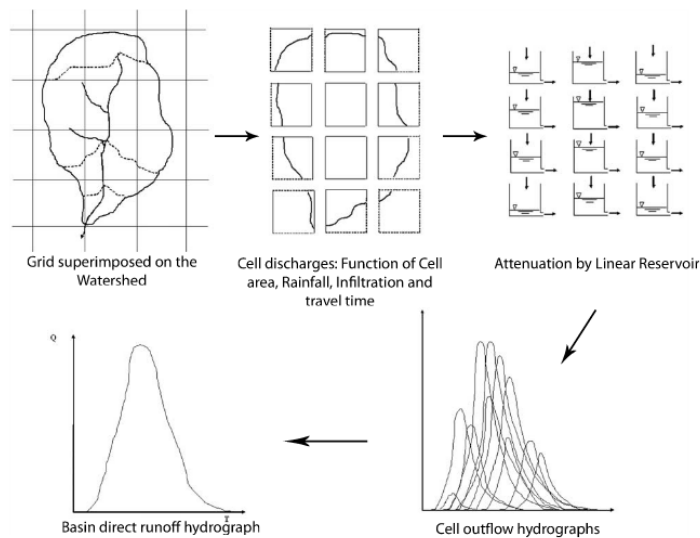 Grid superimposed on the
Watershed
Cell discharges: Function of Cell
area, Rainfall, Infiltration and
travel time
Attenuation by Linear Reservoir
Q
T
Basin direct runoff hydrograph
Cell outflow hydrographs